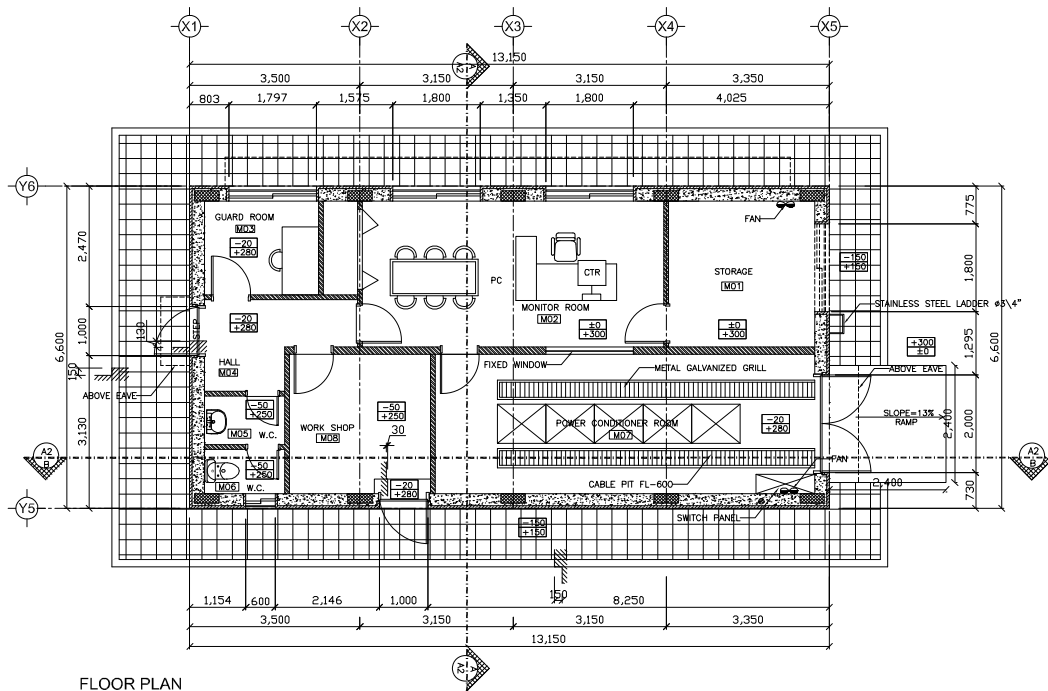 X1
X2
X3
X4
X5
A
A2
13,150
3,500
3,150
3,150
3,350
803
1,797
1,575
1,800
1,350
1,800
4,025
Y6
GUARD ROOM
M03
-20
+280
FAN
775
2,470
STORAGE
M01
-150
+150
1,800
PC
CTR
MONITOR ROOM
M02
±0
+300
±0
+300
STAINLESS STEEL LADDER ø3\4"
-20
+280
STEP
130
44
1,000
6,600
150
HALL
M04
FIXED WINDOW
METAL GALVANIZED GRILL
+300
±0
1,295
6,600
ABOVE EAVE
ABOVE EAVE
-50
+250
M05
W.C.
WORK SHOP
M08
-50
+250
30
POWER CONDITIONER ROOM
M07
-20
+280
SLOPE=13%
RAMP
2,400
2,000
3,130
A2
B
-50
+250
M06
W.C.
-20
+280
CABLE PIT FL-600
FAN
2,400
A2
B
730
Y5
SWITCH PANEL
-150
+150
150
1,154
600
2,146
1,000
8,250
3,500
3,150
3,150
3,350
13,150
A
A2
FLOOR PLAN